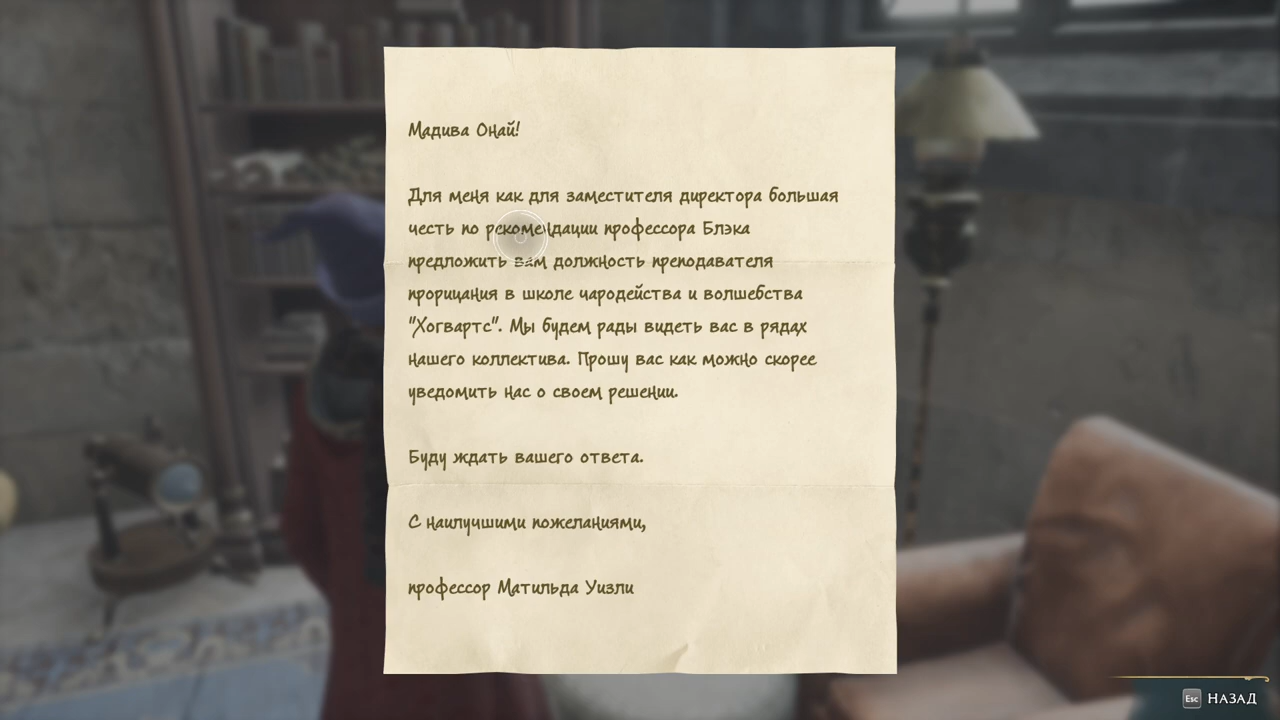 Мадива Онай!
Для меня как для заместителя директора большая
честь по рекомендации профессора Блэка
предложить вам должность преподавателя
прорицания в школе чародейства и волшебства
"Хогвартс". Мы будем рады видеть вас в рядах
нашего коллектива. Прошу вас как можно скорее
уведомить нас о своем решении.
Буду ждать вашего ответа.
С наилучшими пожеланиями,
профессор Матильда Уизли
Esc НАЗАД